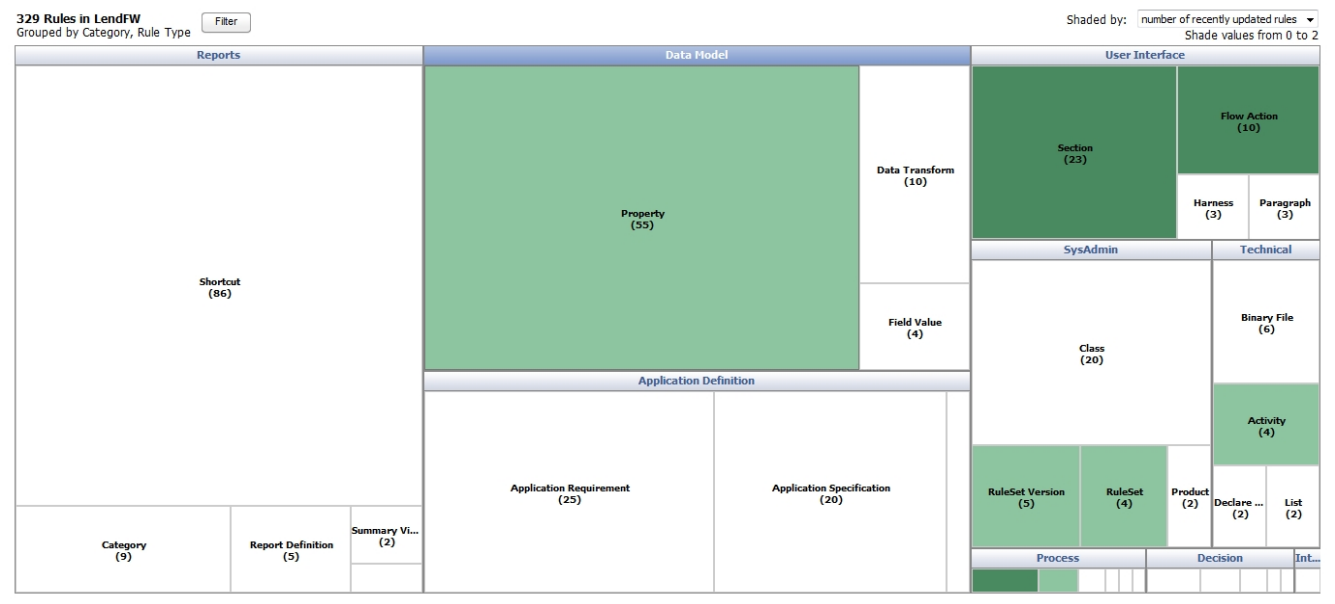 329 Rules in LendFW
Grouped by Category, Rule Type
Filter
Shaded by: number of recently updated rules
Shade values from 0 to 2
Reports
Shortcut
(86)
Category
(9)
Report Definition
(5)
Summary Vi...
(2)
Data Model
Property
(55)
Data Transform
(10)
Field Value
(4)
Application Definition
Application Requirement
(25)
Application Specification
(20)
User Interface
Section
(23)
Flow Action
(10)
Harness
(3)
Paragraph
(3)
SysAdmin
Class
(20)
RuleSet Version
(5)
RuleSet
(4)
Product
(2)
Technical
Binary File
(6)
Activity
(4)
Declare ...
(2)
List
(2)
Process
Decision
Int...